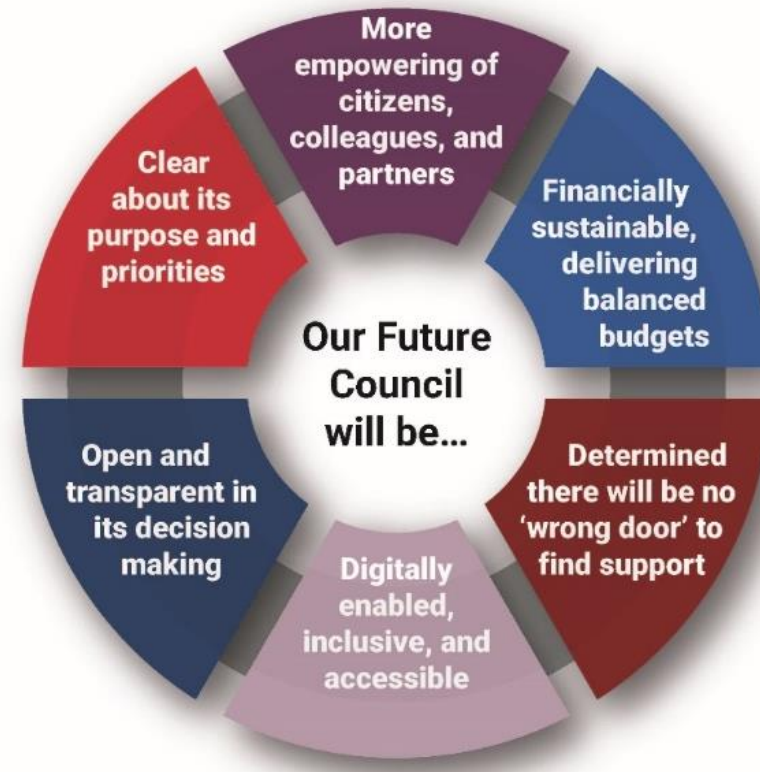 More
empowering of
citizens,
colleagues, and
partners
Financially
sustainable,
delivering
balanced
budgets
Determined
there will be no
‘wrong door’ to
find support
Digitally
enabled,
inclusive, and
accessible
Open and
transparent in
its decision
making
Clear
about its
purpose and
priorities
Our Future
Council
will be...